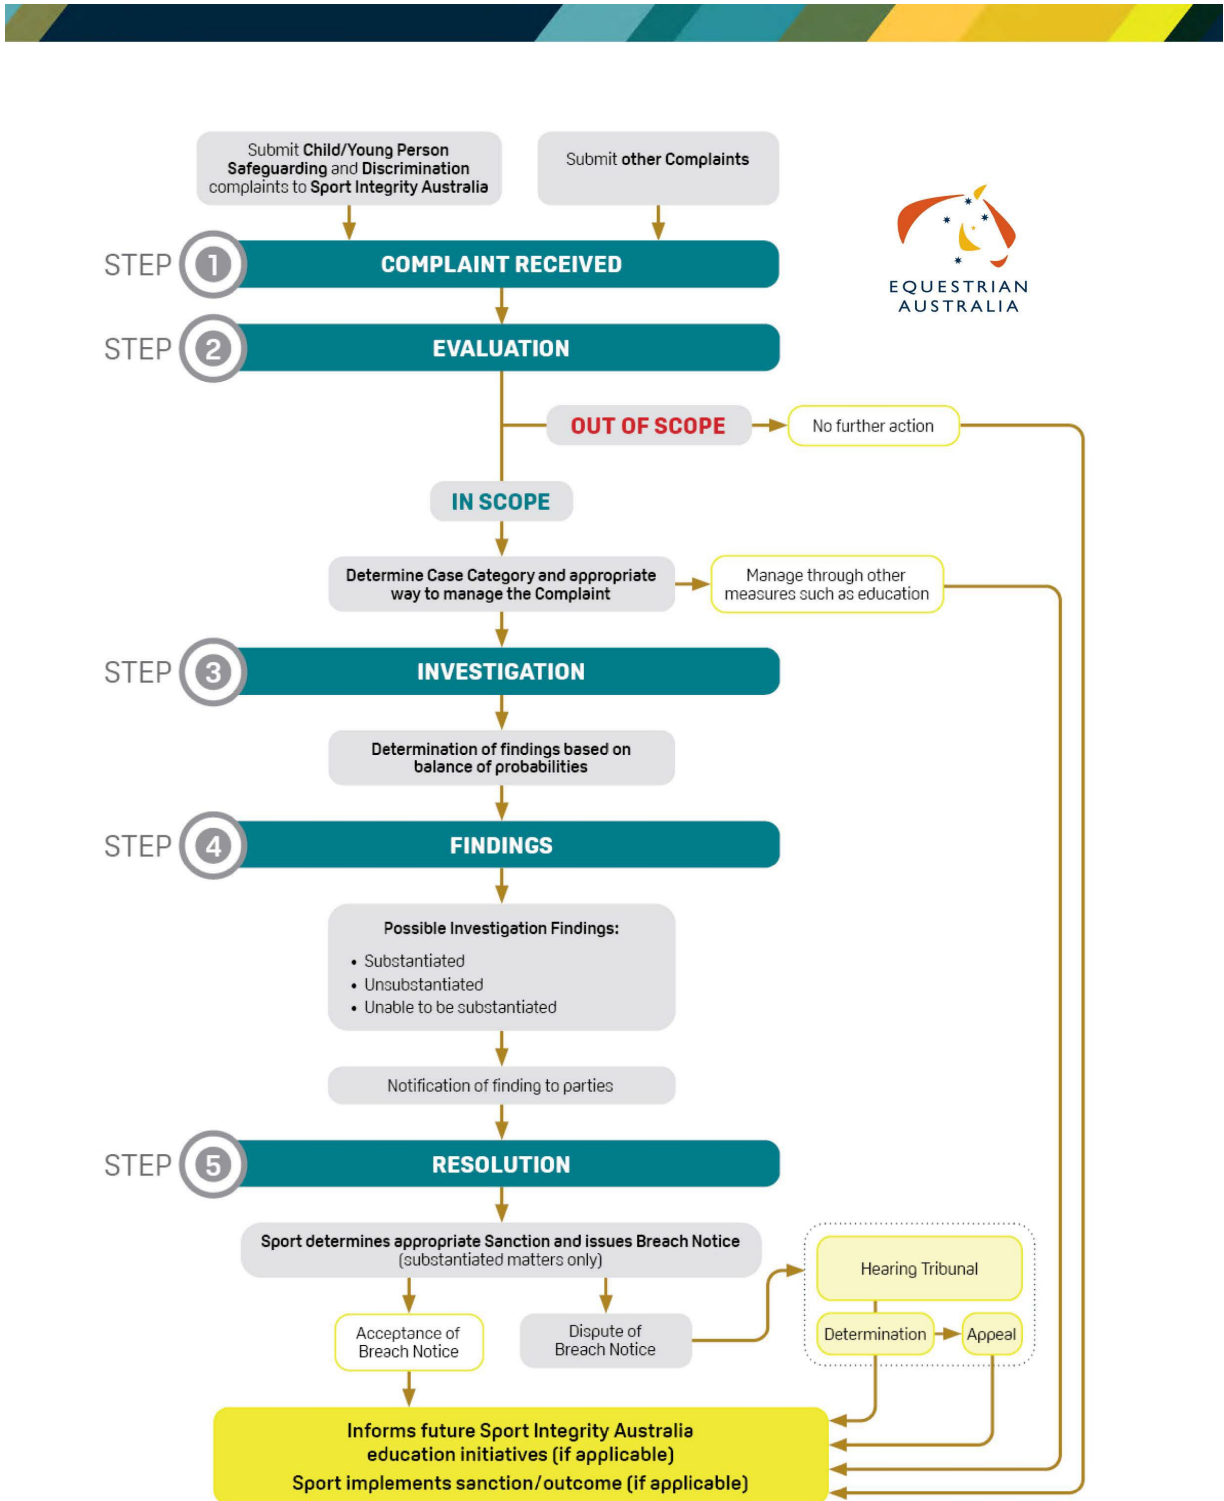 Submit Child/Young Person
Safeguarding and Discrimination
complaints to Sport Integrity Australia
Submit other Complaints
STEP 1 COMPLAINT RECEIVED
EQUESTRIAN
AUSTRALIA
STEP 2 EVALUATION
OUT OF SCOPE
No further action
IN SCOPE
Determine Case Category and appropriate
way to manage the Complaint
Manage through other
measures such as education
STEP 3 INVESTIGATION
Determination of findings based on
balance of probabilities
STEP 4 FINDINGS
Possible Investigation Findings:
• Substantiated
• Unsubstantiated
• Unable to be substantiated
Notification of finding to parties
STEP 5 RESOLUTION
Sport determines appropriate Sanction and issues Breach Notice
(substantiated matters only)
Hearing Tribunal
Acceptance of
Breach Notice
Dispute of
Breach Notice
Determination
Appeal
Informs future Sport Integrity Australia
education initiatives (if applicable)
Sport implements sanction/outcome (if applicable)